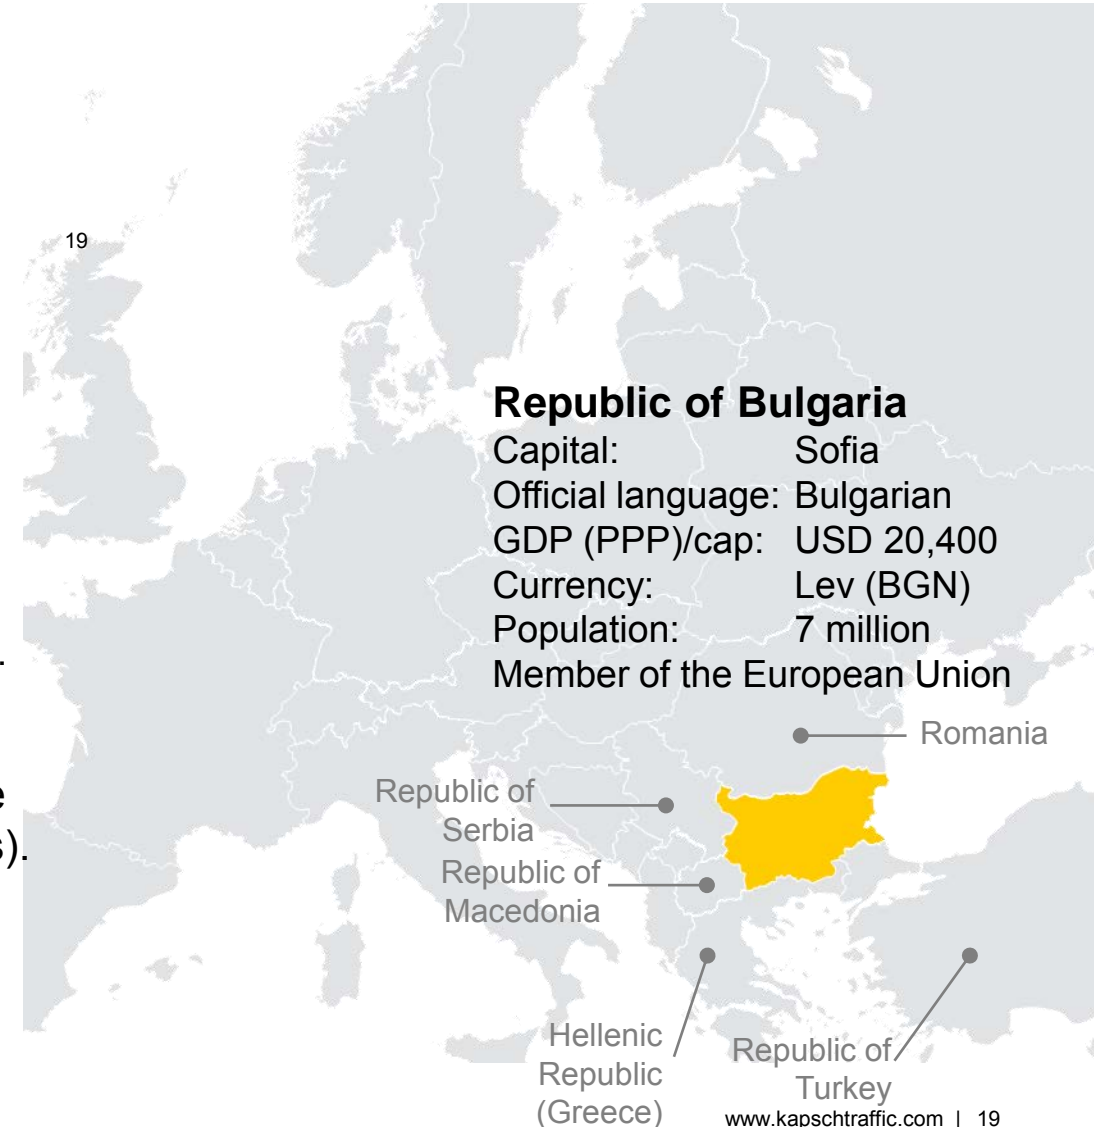 19
Republic of Bulgaria
Capital: Sofia
Official language: Bulgarian
GDP (PPP)/cap: USD 20,400
Currency: Lev (BGN)
Population: 7 million
Member of the European Union
Romania
Republic of
Serbia
Republic of
Macedonia
s).
Hellenic
Republic
(Greece)
Republic of
Turkey
www.kapschtraffic.com | 19